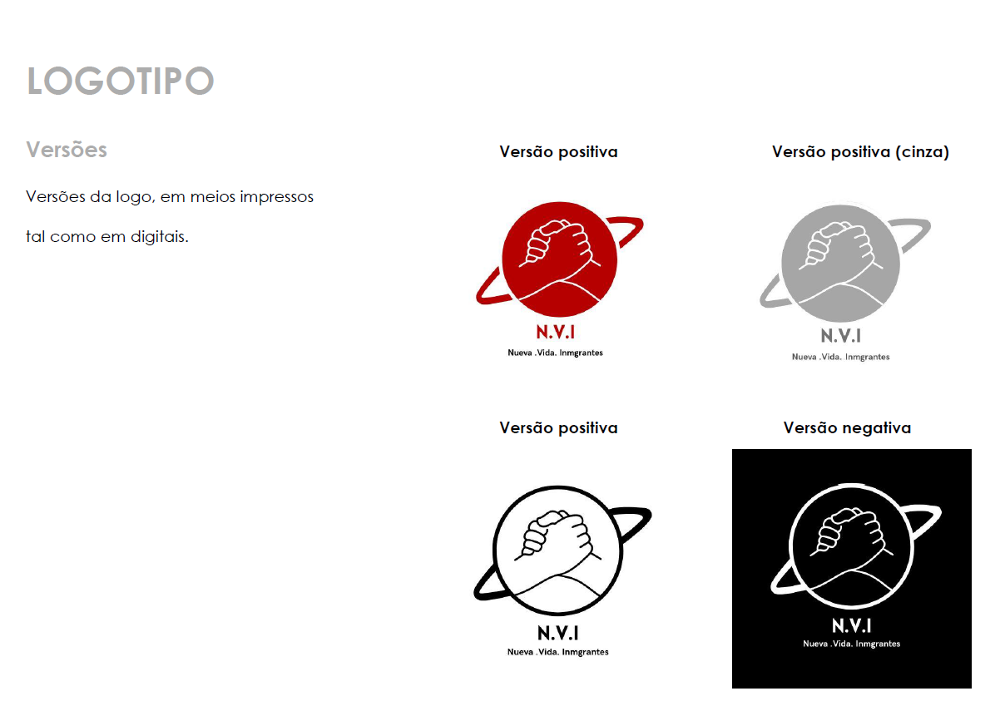 LOGOTIPO
Versões
Versões da logo, em meios impressos
tal como em digitais.
Versão positiva
Versão positiva (cinza)
N.V.I
Nueva .Vida. Inmgrantes
N.V.I
Nueva .Vida. Inmgrantes
Versão positiva
Versão negativa
N.V.I
Nueva .Vida. Inmgrantes
N.V.I
Nueva .Vida. Inmgrantes